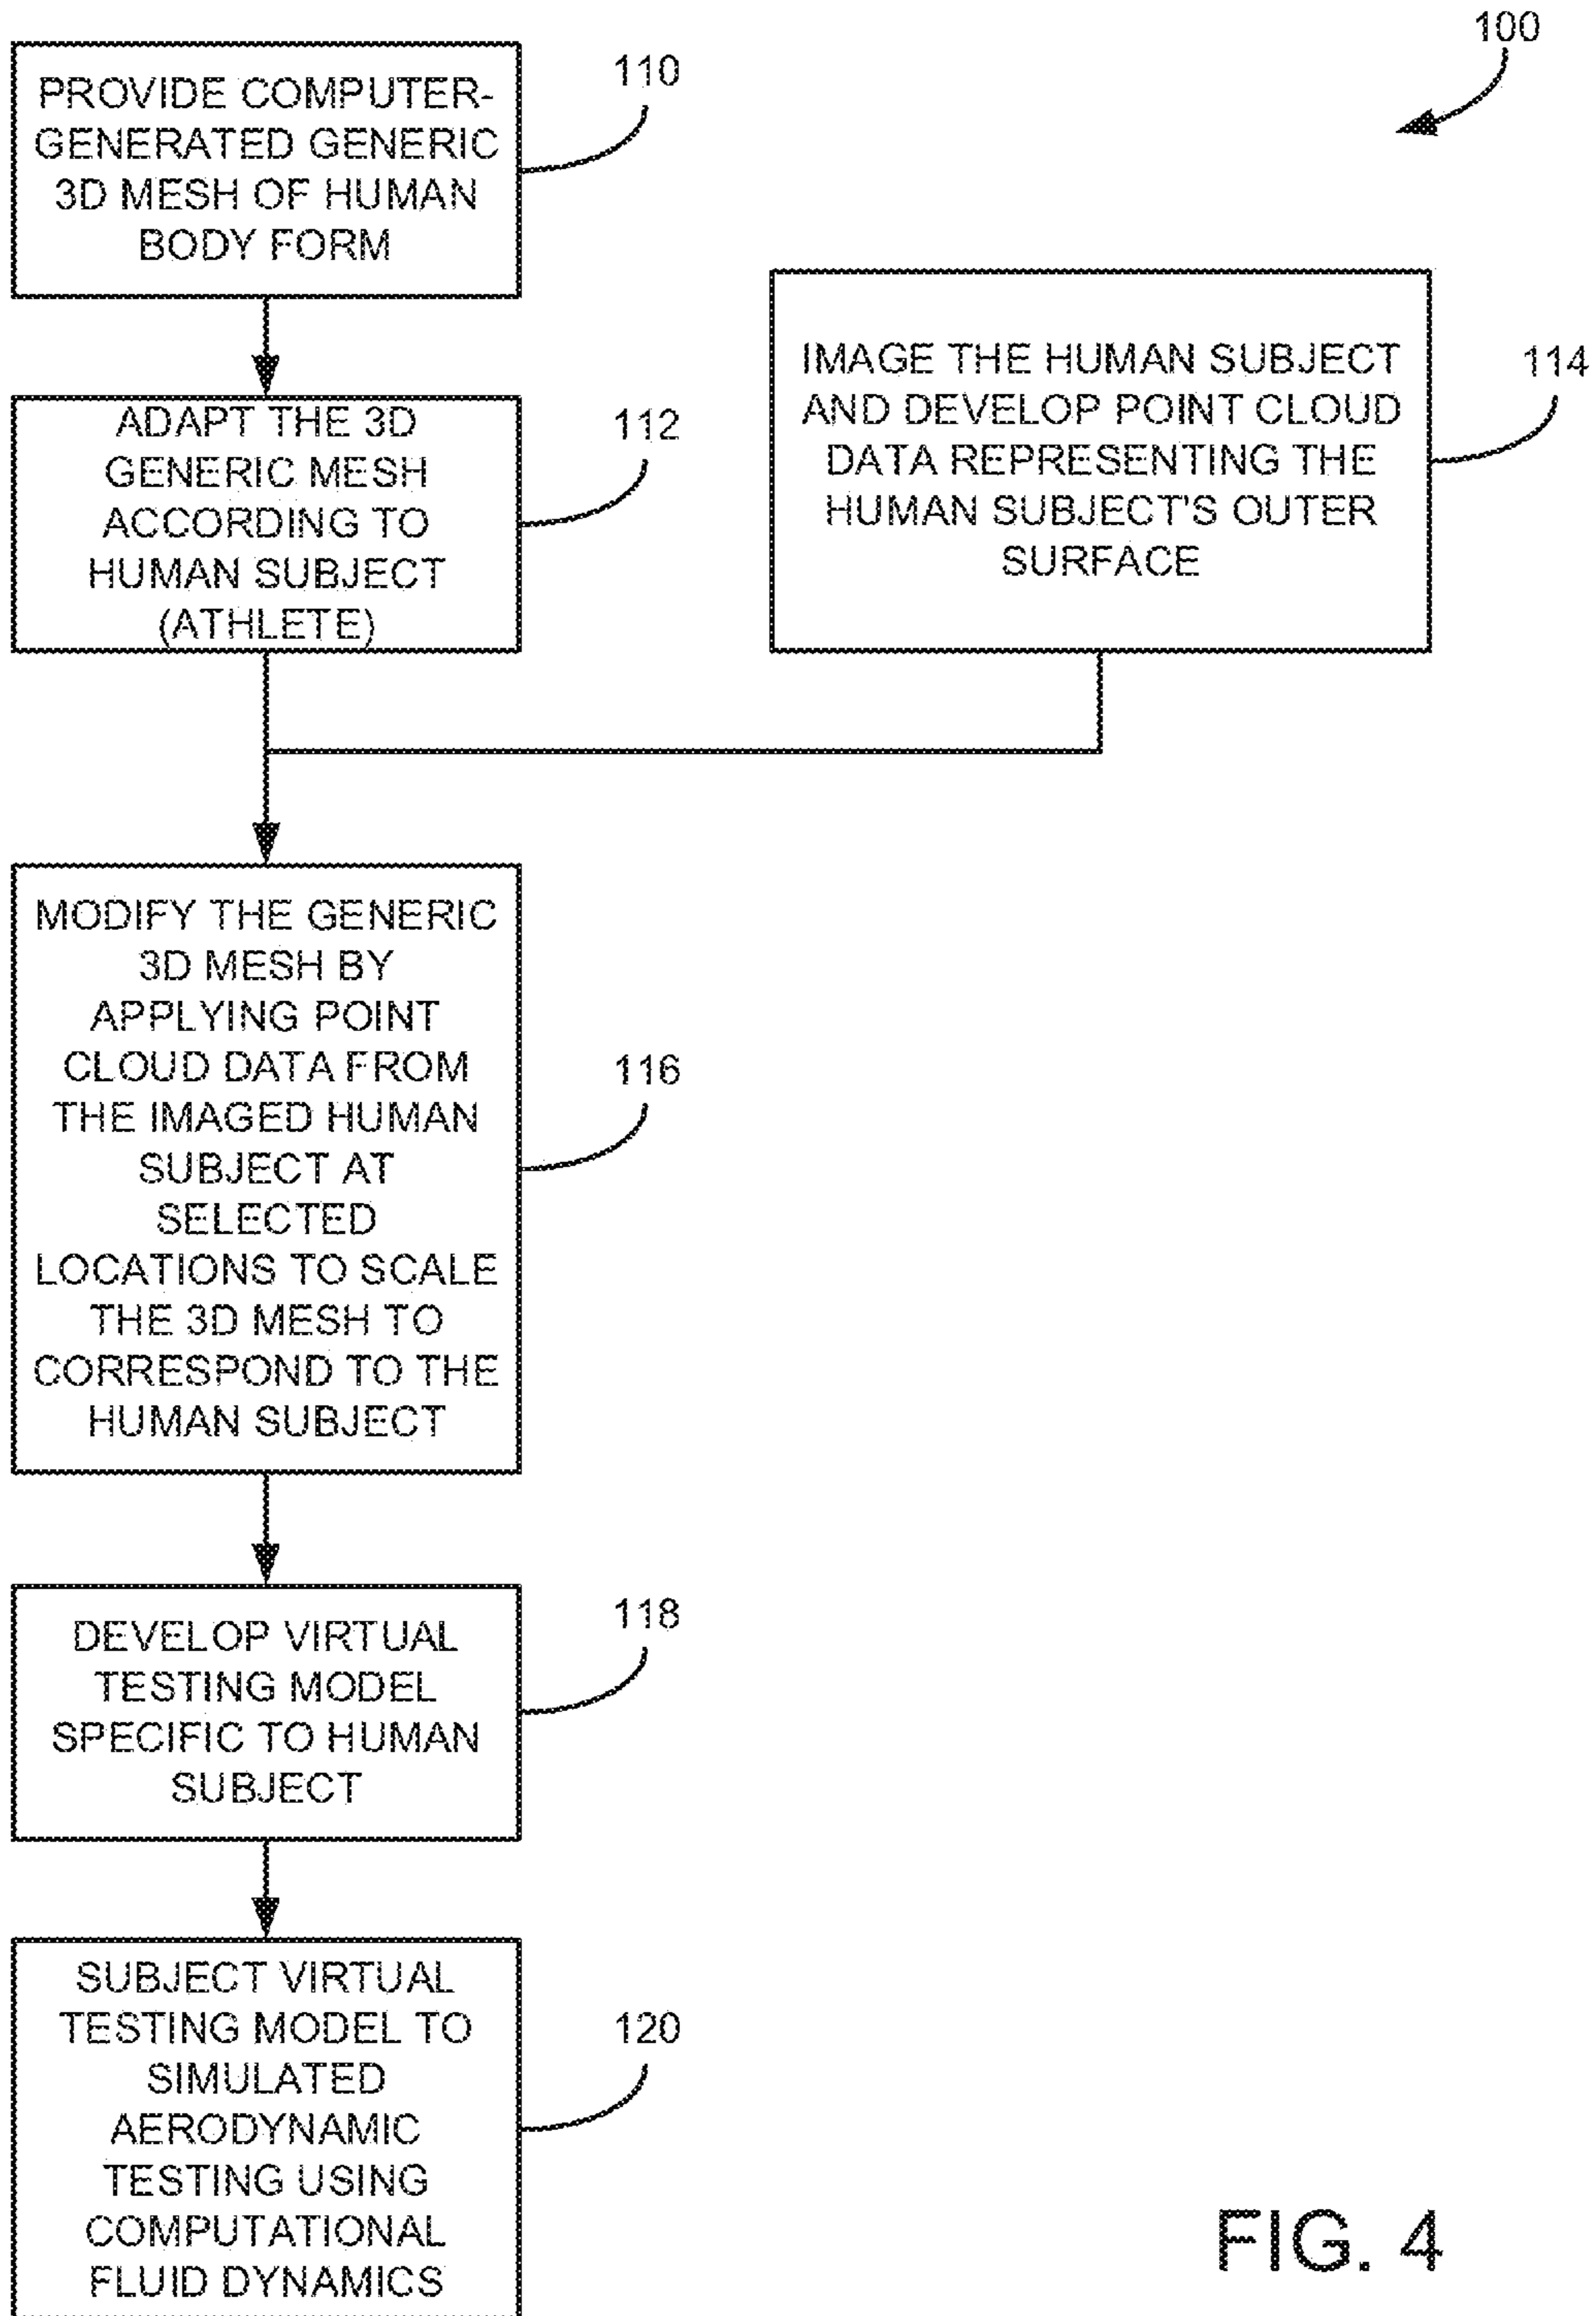 100
PROVIDE COMPUTER-
GENERATED GENERIC
3D MESH OF HUMAN
BODY FORM
110
ADAPT THE 3D
GENERIC MESH
ACCORDING TO
HUMAN SUBJECT
(ATHLETE)
112
IMAGE THE HUMAN SUBJECT
AND DEVELOP POINT CLOUD
DATA REPRESENTING THE
HUMAN SUBJECT'S OUTER
SURFACE
114
MODIFY THE GENERIC
3D MESH BY
APPLYING POINT
CLOUD DATA FROM
THE IMAGED HUMAN
SUBJECT AT
SELECTED
LOCATIONS TO SCALE
THE 3D MESH TO
CORRESPOND TO THE
HUMAN SUBJECT
116
DEVELOP VIRTUAL
TESTING MODEL
SPECIFIC TO HUMAN
SUBJECT
118
SUBJECT VIRTUAL
TESTING MODEL TO
SIMULATED
AERODYNAMIC
TESTING USING
COMPUTATIONAL
FLUID DYNAMICS
120
FIG. 4